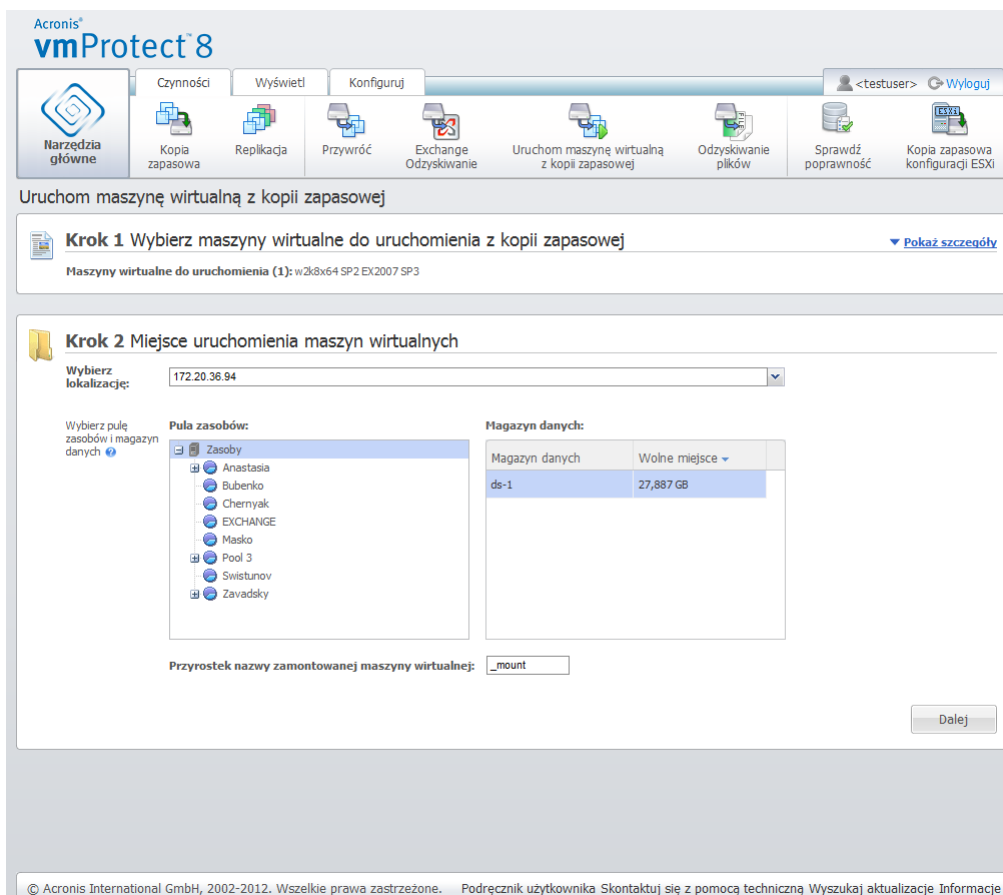 Acronis®
vmProtect™8
Czynności Wyświetl Konfiguruj
<testuser> Wyloguj
Narzędzia główne
Kopia zapasowa
Replikacja
Przywróć
Exchange Odzyskiwanie
Uruchom maszynę wirtualną z kopii zapasowej
Odzyskiwanie plików
Sprawdź poprawność
ESXi
Kopia zapasowa konfiguracji ESXi
Uruchom maszynę wirtualną z kopii zapasowej
Krok 1 Wybierz maszyny wirtualne do uruchomienia z kopii zapasowej
Pokaż szczegóły
Maszyny wirtualne do uruchomienia (1): w2k8x64 SP2 EX2007 SP3
Krok 2 Miejsce uruchomienia maszyn wirtualnych
Wybierz lokalizację:
172.20.36.94
Wybierz pulę zasobów i magazyn danych
Pula zasobów:
Zasoby
Anastasia
Bubenko
Chernyak
EXCHANGE
Masko
Pool 3
Swistunov
Zavadsky
Magazyn danych:
Magazyn danych Wolne miejsce
ds-1 27,887 GB
Przyrostek nazwy zamontowanej maszyny wirtualnej: _mount
Dalej
© Acronis International GmbH, 2002-2012. Wszelkie prawa zastrzeżone. Podręcznik użytkownika Skontaktuj się z pomocą techniczną Wyszukaj aktualizacje Informacje